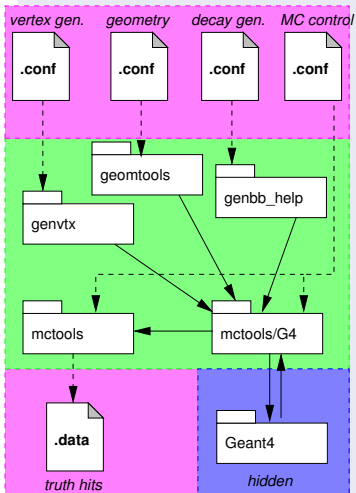 vertex gen. geometry decay gen. MC control
.conf .conf .conf .conf
geomtools
genbb_help
genvtx
mctools mctools/G4
.data
Geant4
truth hits
hidden